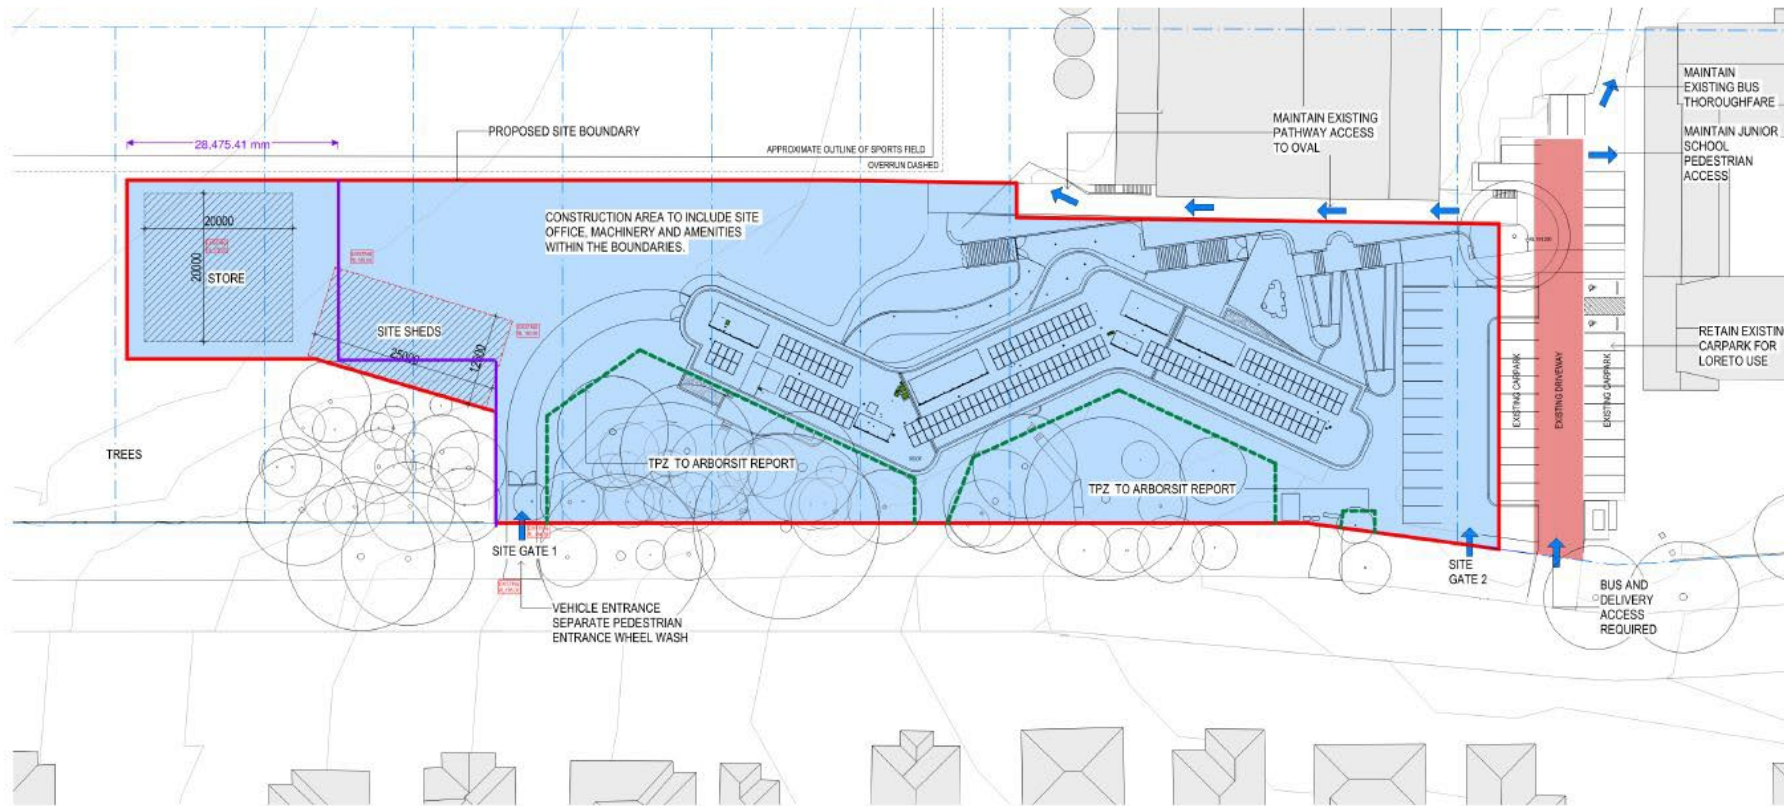 MAINTAIN
EXISTING BUS
THOROUGHFARE
MAINTAIN EXISTING
PATHWAY ACCESS
TO OVAL
PROPOSED SITE BOUNDARY
MAINTAIN JUNIOR
SCHOOL
PEDESTRIAN
ACCESS
28,475.41 mm
APPROXIMATE OUTLINE OF SPORTS FIELD
OVERRUN DASHED
CONSTRUCTION AREA TO INCLUDE SITE
OFFICE, MACHINERY AND AMENITIES
WITHIN THE BOUNDARIES.
20000
20000
STORE
SITE SHEDS
25000
12000
RETAIN EXISTING
CARPARK FOR
LORETO USE
EXISTING CARPARK
EXISTING DRIVEWAY
EXISTING CARPARK
TREES
TPZ TO ARBORSIT REPORT
TPZ TO ARBORSIT REPORT
SITE GATE 1
SITE
GATE 2
BUS AND
DELIVERY
ACCESS
REQUIRED
VEHICLE ENTRANCE
SEPARATE PEDESTRIAN
ENTRANCE WHEEL WASH